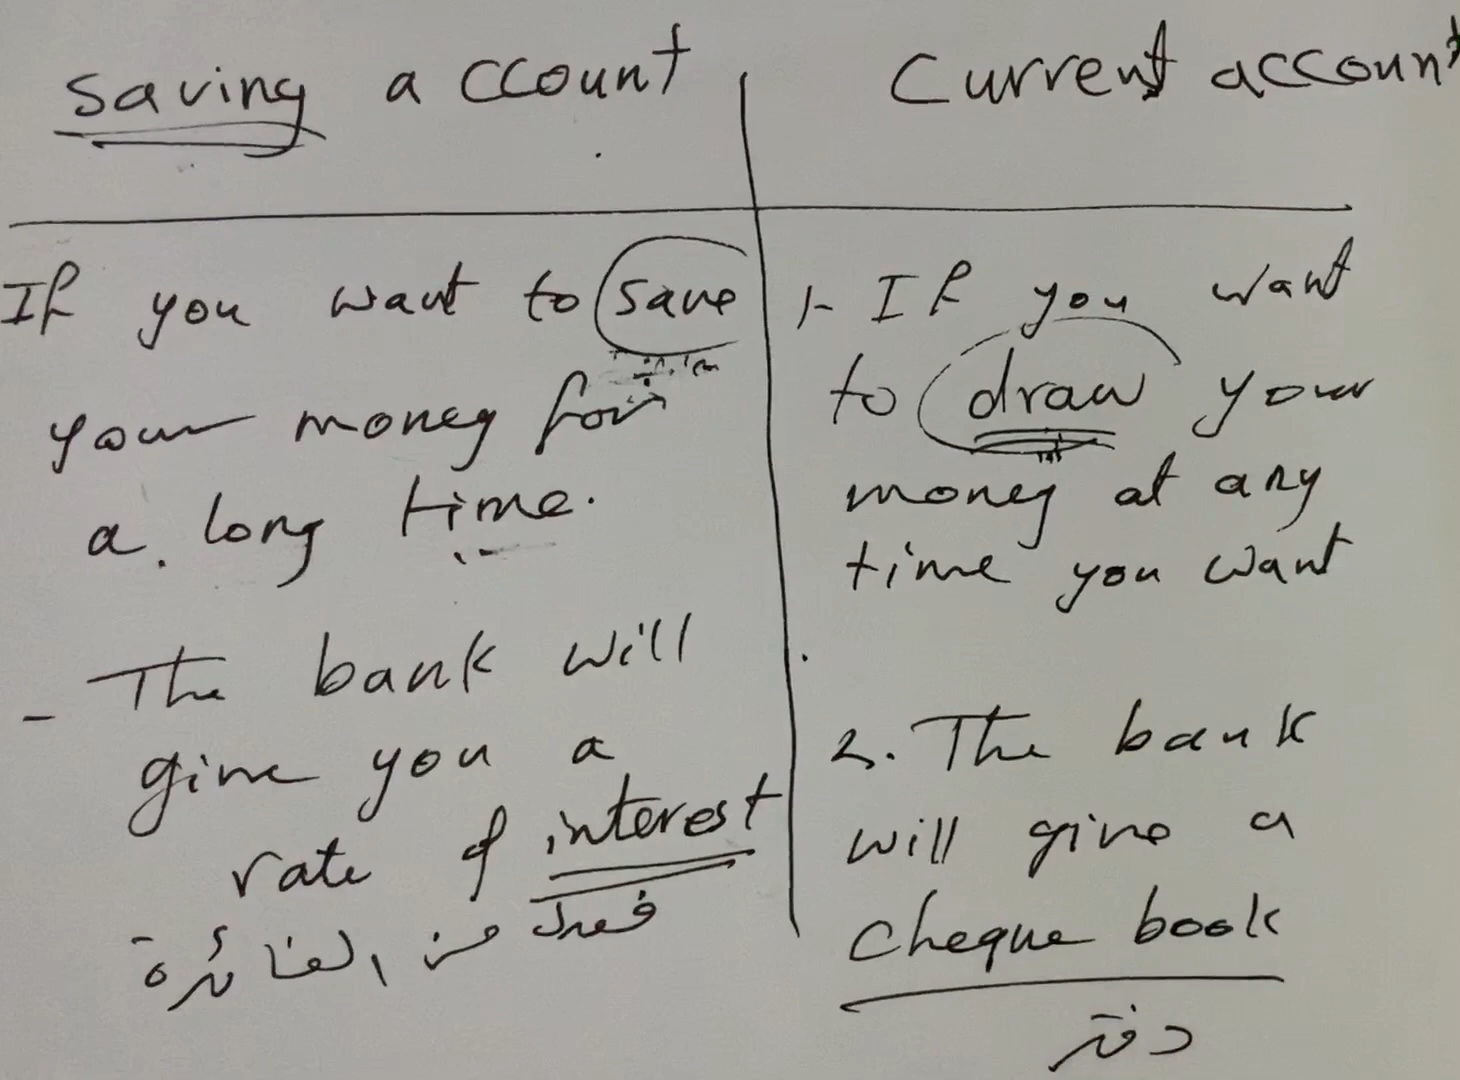 saving account
If you want to save
your money for
a long time.
- The bank will
give you a
rate of interest
من الفائدة
Current account
1- If you want
to draw your
money at any
time you want
2. The bank
will give a
cheque book
دفتر